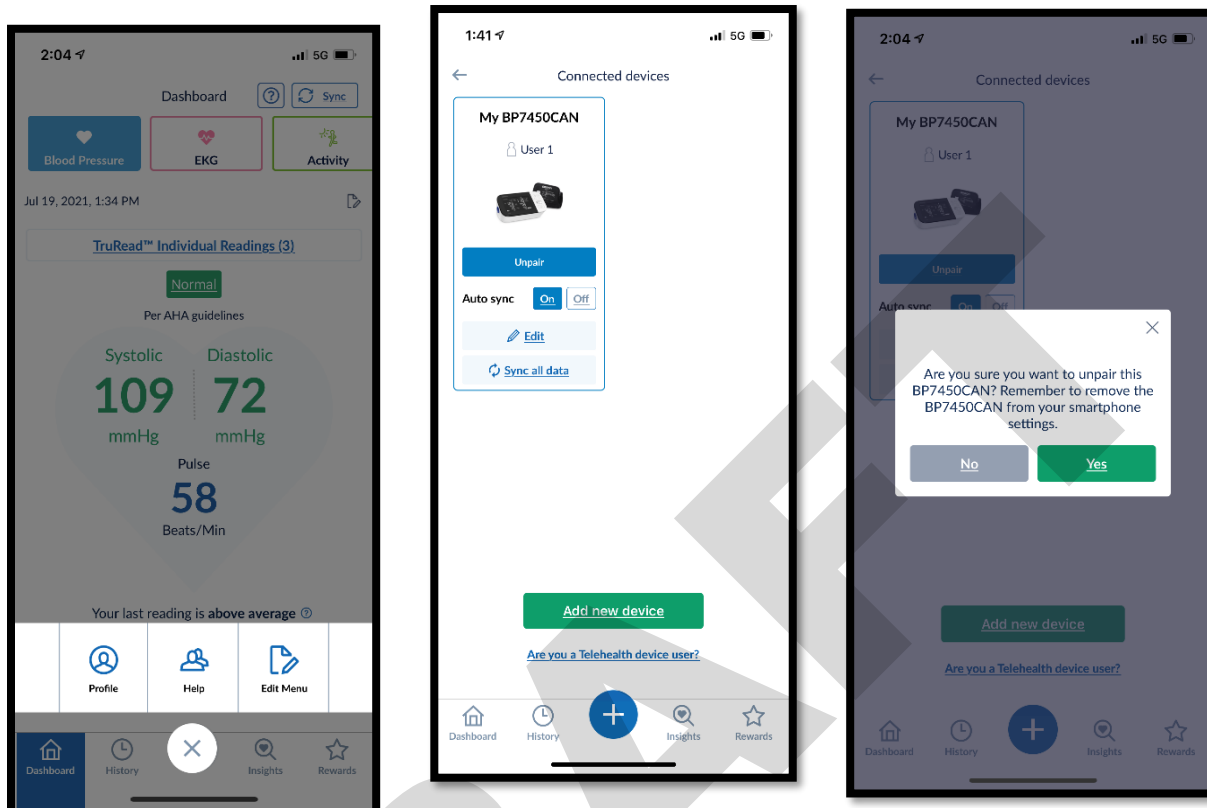 2:04
5G
Dashboard
Sync
Blood Pressure
EKG
Activity
Jul 19, 2021, 1:34 PM
TruRead™ Individual Readings (3)
Normal
Per AHA guidelines
Systolic Diastolic
109 72
mmHg mmHg
Pulse
58
Beats/Min
Your last reading is above average
Profile Help Edit Menu
Dashboard History Insights Rewards
1:41
5G
Connected devices
My BP7450CAN
User 1
Unpair
Auto sync On Off
Edit
Sync all data
Add new device
Are you a Telehealth device user?
Dashboard History Insights Rewards
2:04
5G
Connected devices
My BP7450CAN
User 1
Unpair
Auto sync On Off
Are you sure you want to unpair this
BP7450CAN? Remember to remove the
BP7450CAN from your smartphone
settings.
No Yes
Add new device
Are you a Telehealth device user?
Dashboard History Insights Rewards
DRAFT